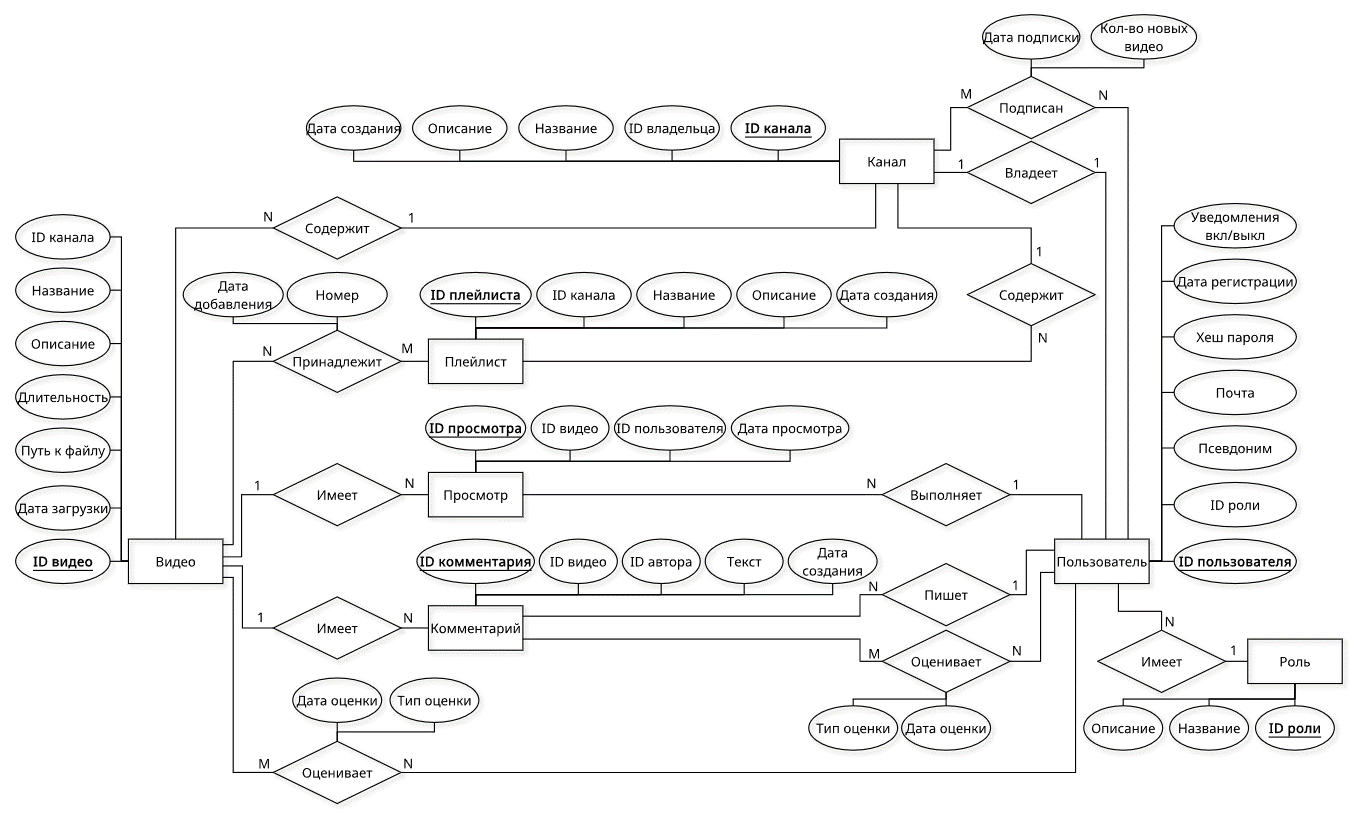 Дата подписки
Кол-во новых
видео
M
Подписан
N
Дата создания
Описание
Название
ID владельца
ID канала
Канал
1
Владеет
1
N
Содержит
1
ID канала
Название
Описание
Длительность
Путь к файлу
Дата загрузки
ID видео
Видео
Уведомления
вкл/выкл
Дата регистрации
Хеш пароля
Почта
Псевдоним
ID роли
ID пользователя
Пользователь
1
Содержит
N
Дата
добавления
Номер
ID плейлиста
ID канала
Название
Описание
Дата создания
N
Принадлежит
M
Плейлист
ID просмотра
ID видео
ID пользователя
Дата просмотра
1
Имеет
N
Просмотр
N
Выполняет
1
ID комментария
ID видео
ID автора
Текст
Дата
создания
N
Пишет
1
1
Имеет
N
Комментарий
M
Оценивает
N
Тип оценки
Дата оценки
N
Имеет
1
Роль
Описание
Название
ID роли
Дата оценки
Тип оценки
M
Оценивает
N